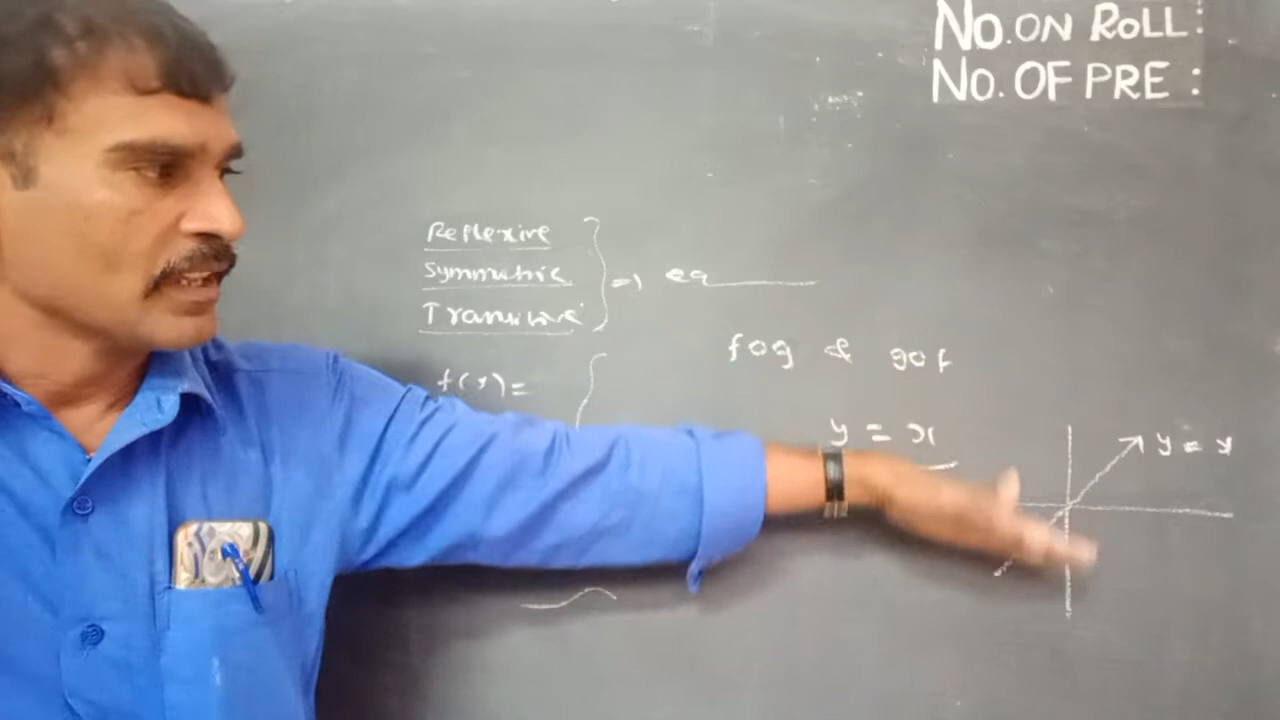 No. ON ROLL:
No. OF PRE :
Reflexive
Symmetric
Transitive
=> eq
fog & gof
f(x) =
y = x
y = x